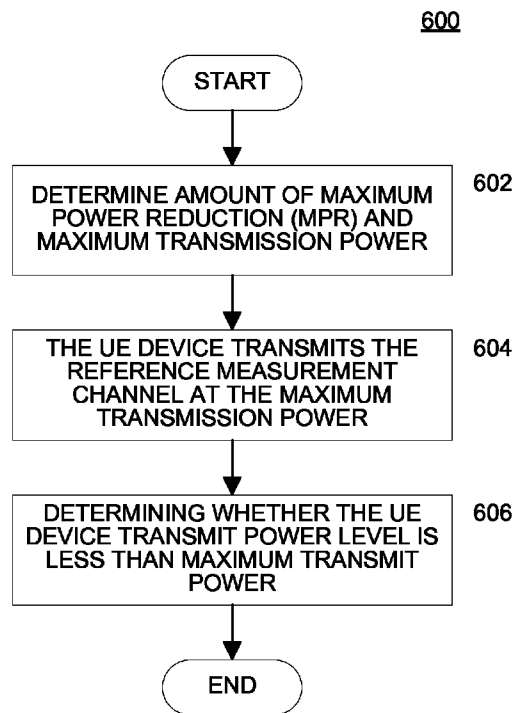 600
START
602
DETERMINE AMOUNT OF MAXIMUM
POWER REDUCTION (MPR) AND
MAXIMUM TRANSMISSION POWER
604
THE UE DEVICE TRANSMITS THE
REFERENCE MEASUREMENT
CHANNEL AT THE MAXIMUM
TRANSMISSION POWER
606
DETERMINING WHETHER THE UE
DEVICE TRANSMIT POWER LEVEL IS
LESS THAN MAXIMUM TRANSMIT
POWER
END